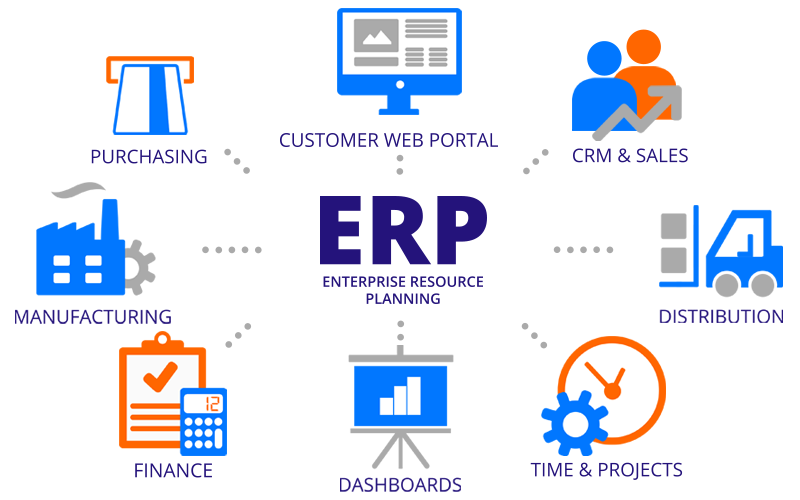 CUSTOMER WEB PORTAL
PURCHASING
CRM & SALES
ERP
ENTERPRISE RESOURCE
PLANNING
MANUFACTURING
DISTRIBUTION
12
FINANCE
DASHBOARDS
TIME & PROJECTS